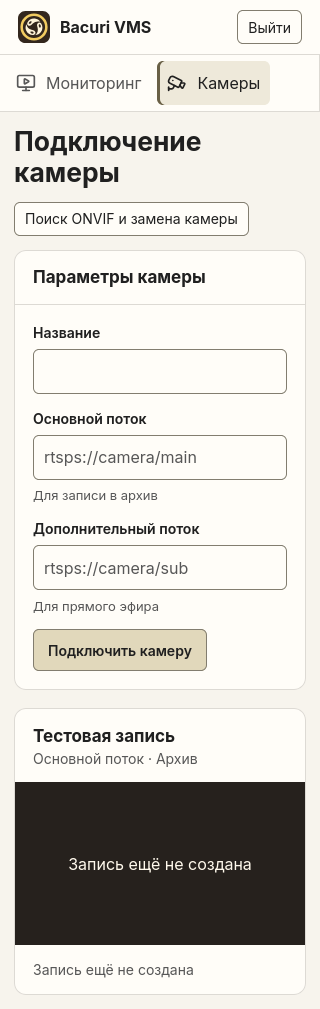 Bacuri VMS
Выйти
Мониторинг
Камеры
Подключение
камеры
Поиск ONVIF и замена камеры
Параметры камеры
Название
Основной поток
rtsps://camera/main
Для записи в архив
Дополнительный поток
rtsps://camera/sub
Для прямого эфира
Подключить камеру
Тестовая запись
Основной поток · Архив
Запись ещё не создана
Запись ещё не создана